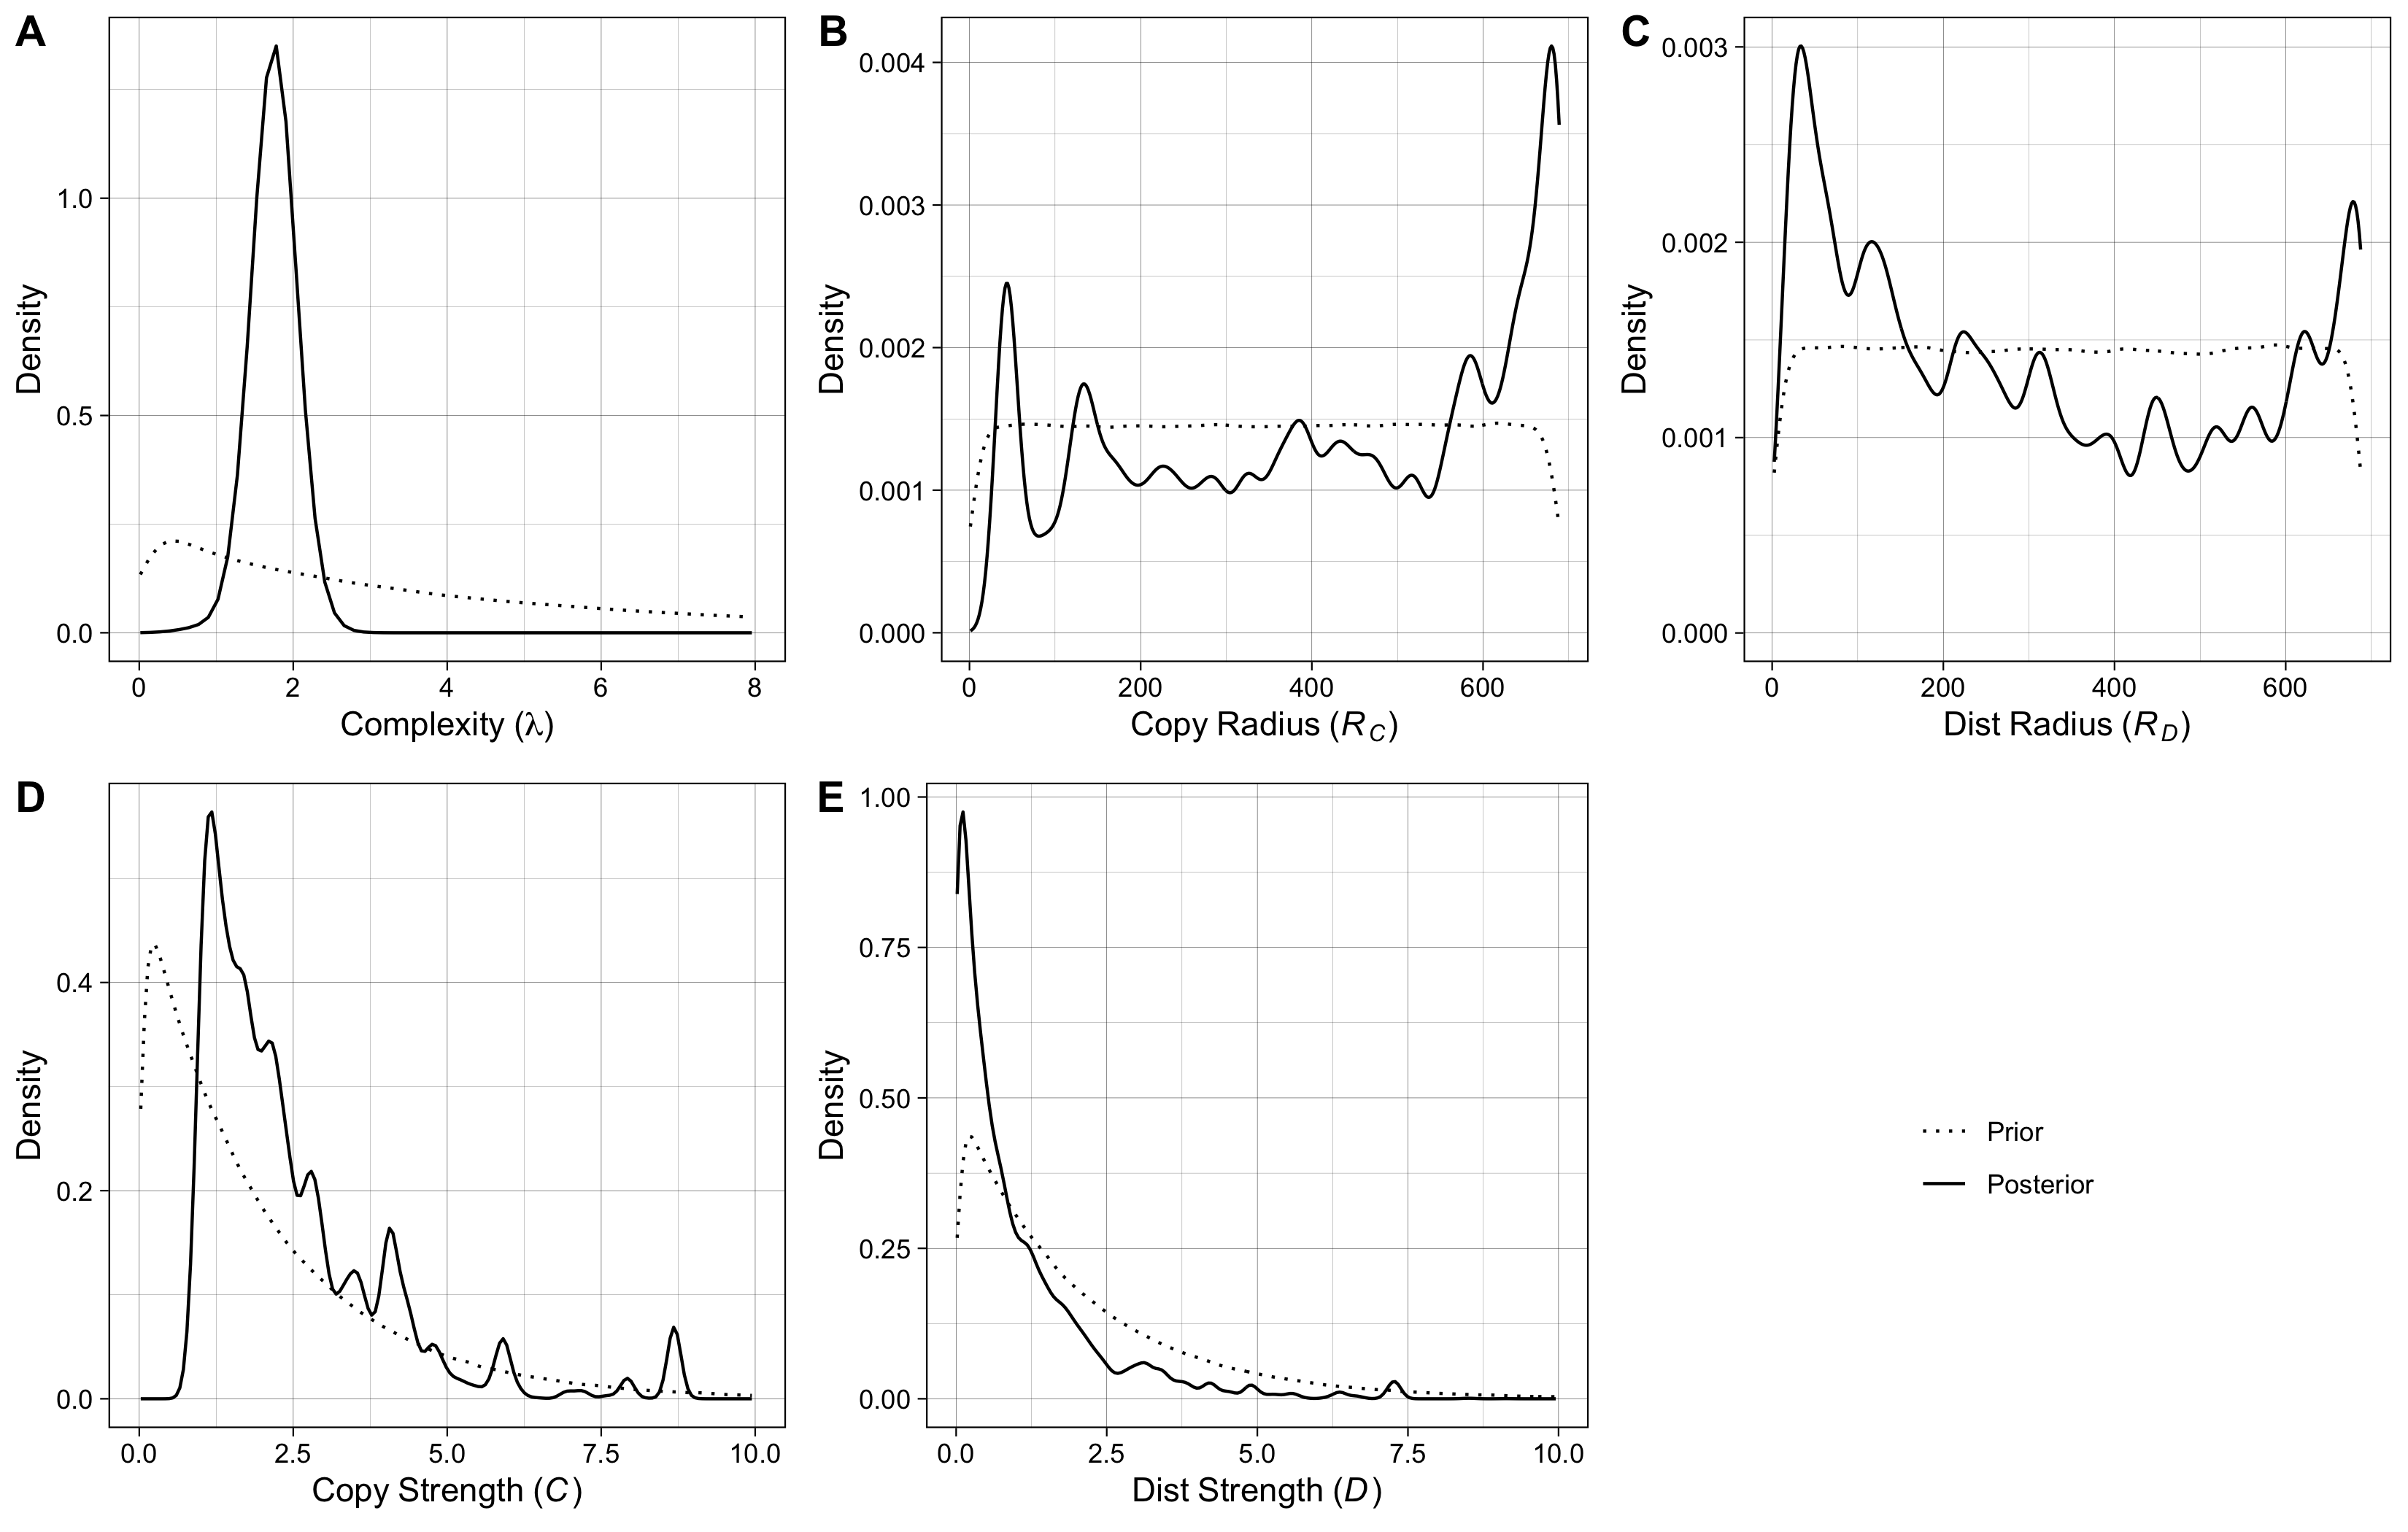 A
Density
1.0
0.5
0.0
0 2 4 6 8
Complexity (λ)
B
Density
0.004
0.003
0.002
0.001
0.000
0 200 400 600
Copy Radius (R_C)
C
Density
0.003
0.002
0.001
0.000
0 200 400 600
Dist Radius (R_D)
D
Density
0.4
0.2
0.0
0.0 2.5 5.0 7.5 10.0
Copy Strength (C)
E
Density
1.00
0.75
0.50
0.25
0.00
0.0 2.5 5.0 7.5 10.0
Dist Strength (D)
Prior
Posterior